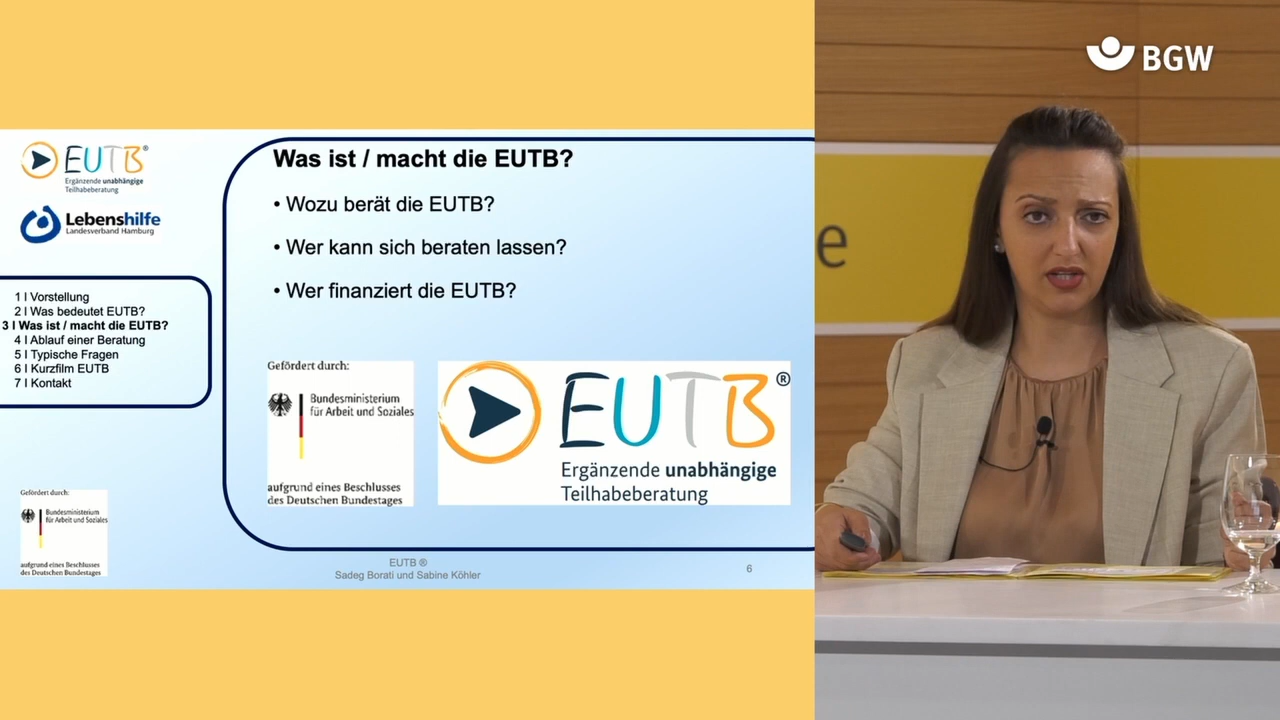 EUTB®
Ergänzende unabhängige
Teilhabeberatung
Lebenshilfe
Landesverband Hamburg
1 I Vorstellung
2 I Was bedeutet EUTB?
3 I Was ist / macht die EUTB?
4 I Ablauf einer Beratung
5 I Typische Fragen
6 I Kurzfilm EUTB
7 I Kontakt
Gefördert durch:
Bundesministerium
für Arbeit und Soziales
aufgrund eines Beschlusses
des Deutschen Bundestages
Was ist / macht die EUTB?
• Wozu berät die EUTB?
• Wer kann sich beraten lassen?
• Wer finanziert die EUTB?
Gefördert durch:
Bundesministerium
für Arbeit und Soziales
aufgrund eines Beschlusses
des Deutschen Bundestages
EUTB®
Ergänzende unabhängige
Teilhabeberatung
EUTB ®
Sadeg Borati und Sabine Köhler
6
BGW
e